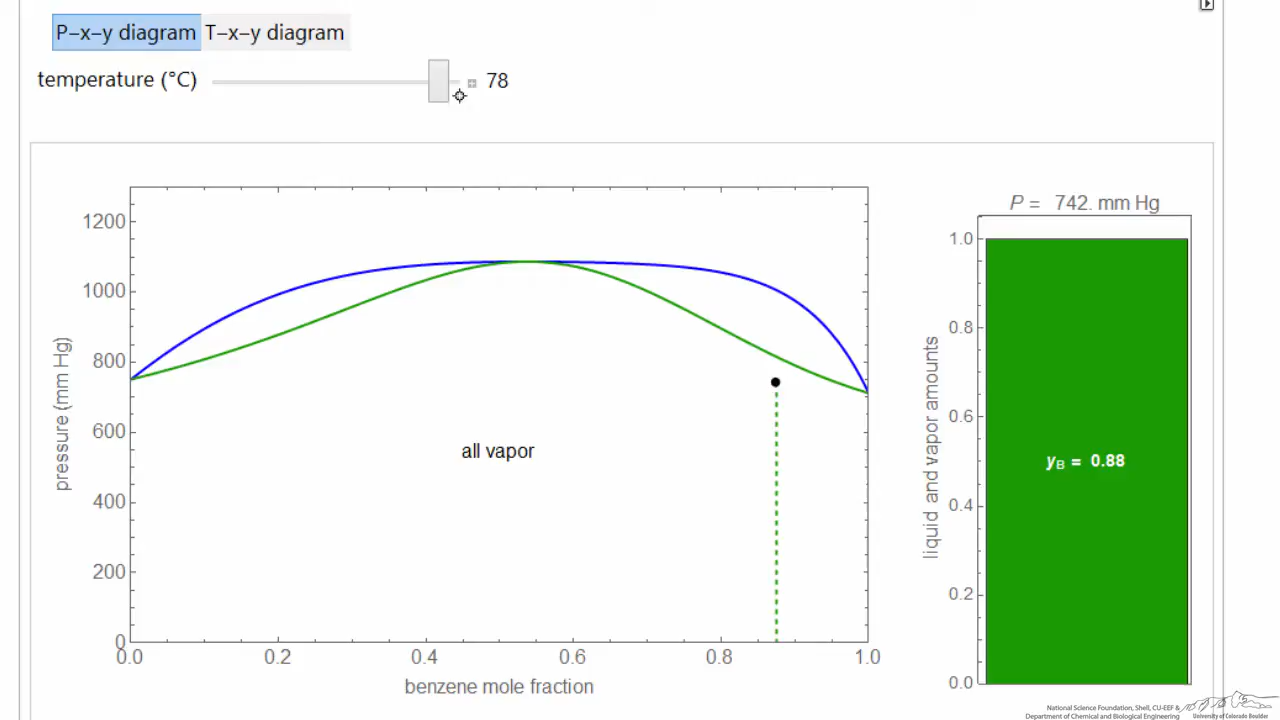 P–x–y diagram T–x–y diagram
temperature (°C) 78
P = 742. mm Hg
1200
1000
800
600
400
200
0
pressure (mm Hg)
all vapor
0.0 0.2 0.4 0.6 0.8 1.0
benzene mole fraction
1.0
0.8
0.6
0.4
0.2
0.0
liquid and vapor amounts
yB = 0.88
National Science Foundation, Shell, CU-EEF &
Department of Chemical and Biological Engineering
University of Colorado Boulder